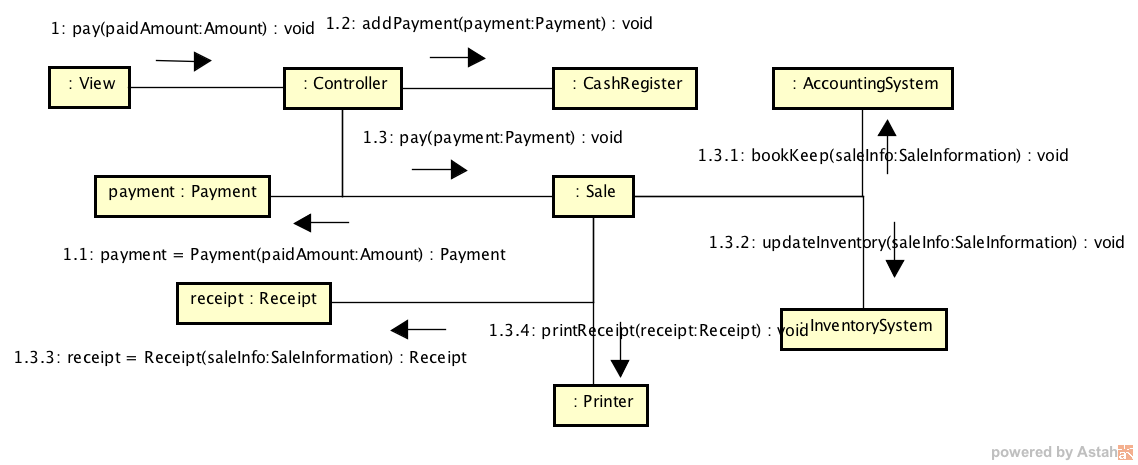 1: pay(paidAmount:Amount) : void
1.2: addPayment(payment:Payment) : void
: View
: Controller
: CashRegister
: AccountingSystem
1.3: pay(payment:Payment) : void
1.3.1: bookKeep(saleInfo:SaleInformation) : void
payment : Payment
: Sale
1.3.2: updateInventory(saleInfo:SaleInformation) : void
1.1: payment = Payment(paidAmount:Amount) : Payment
receipt : Receipt
1.3.4: printReceipt(receipt:Receipt) : void
: InventorySystem
1.3.3: receipt = Receipt(saleInfo:SaleInformation) : Receipt
: Printer
powered by Astah